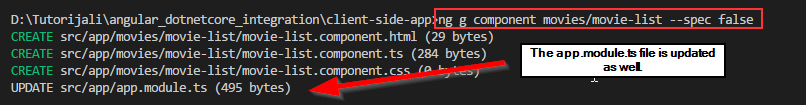 D:\Tutorijali\angular_dotnetcore_integration\client-side-app>ng g component movies/movie-list --spec false
CREATE src/app/movies/movie-list/movie-list.component.html (29 bytes)
CREATE src/app/movies/movie-list/movie-list.component.ts (284 bytes)
CREATE src/app/movies/movie-list/movie-list.component.css (0 bytes)
UPDATE src/app/app.module.ts (495 bytes)
The app.module.ts file is updated
as well.